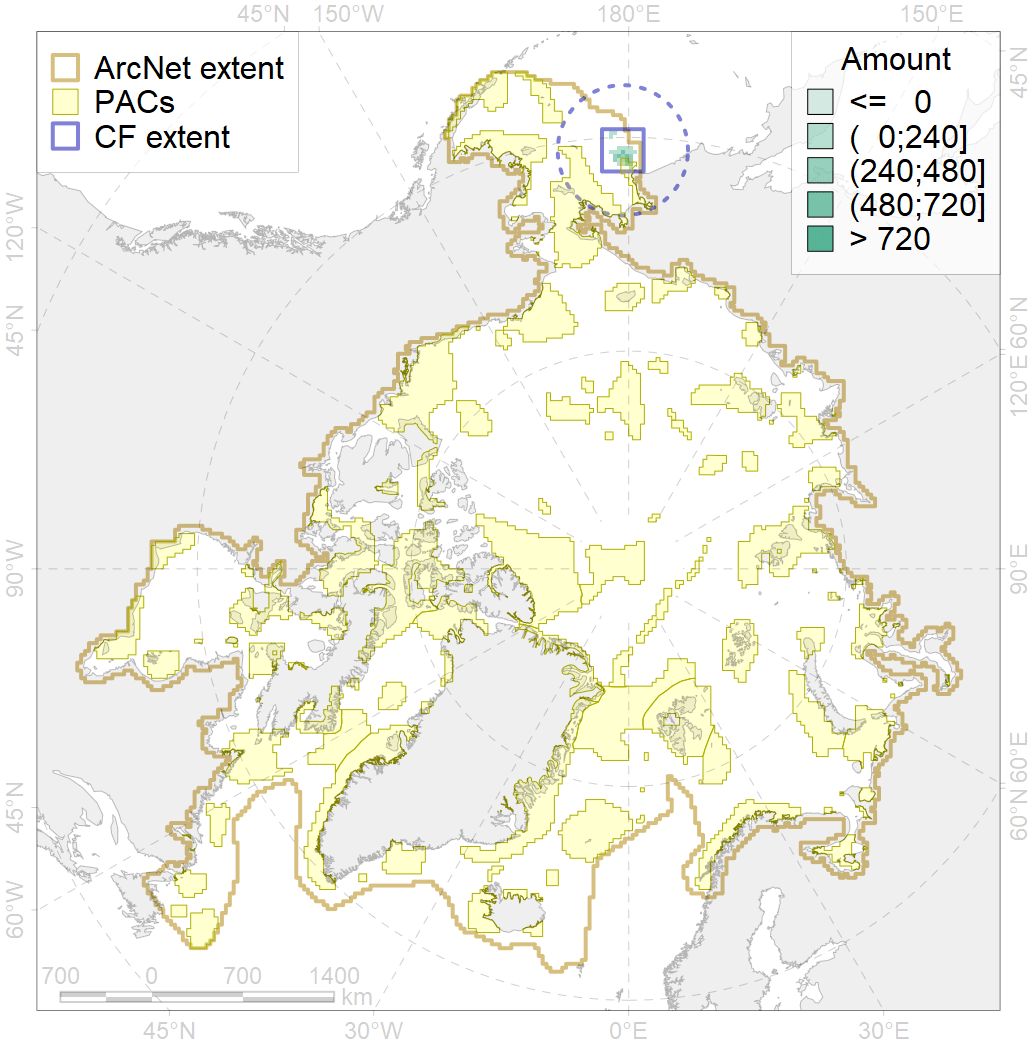 45°N 150°W 180°E 150°E
ArcNet extent
PACs
CF extent
Amount
<= 0
( 0;240]
(240;480]
(480;720]
> 720
45°N
120°W
45°N
60°N
120°E
90°W
90°E
45°N
60°W
60°E
60°N
700 0 700 1400
km
45°N 30°W 0°E 30°E